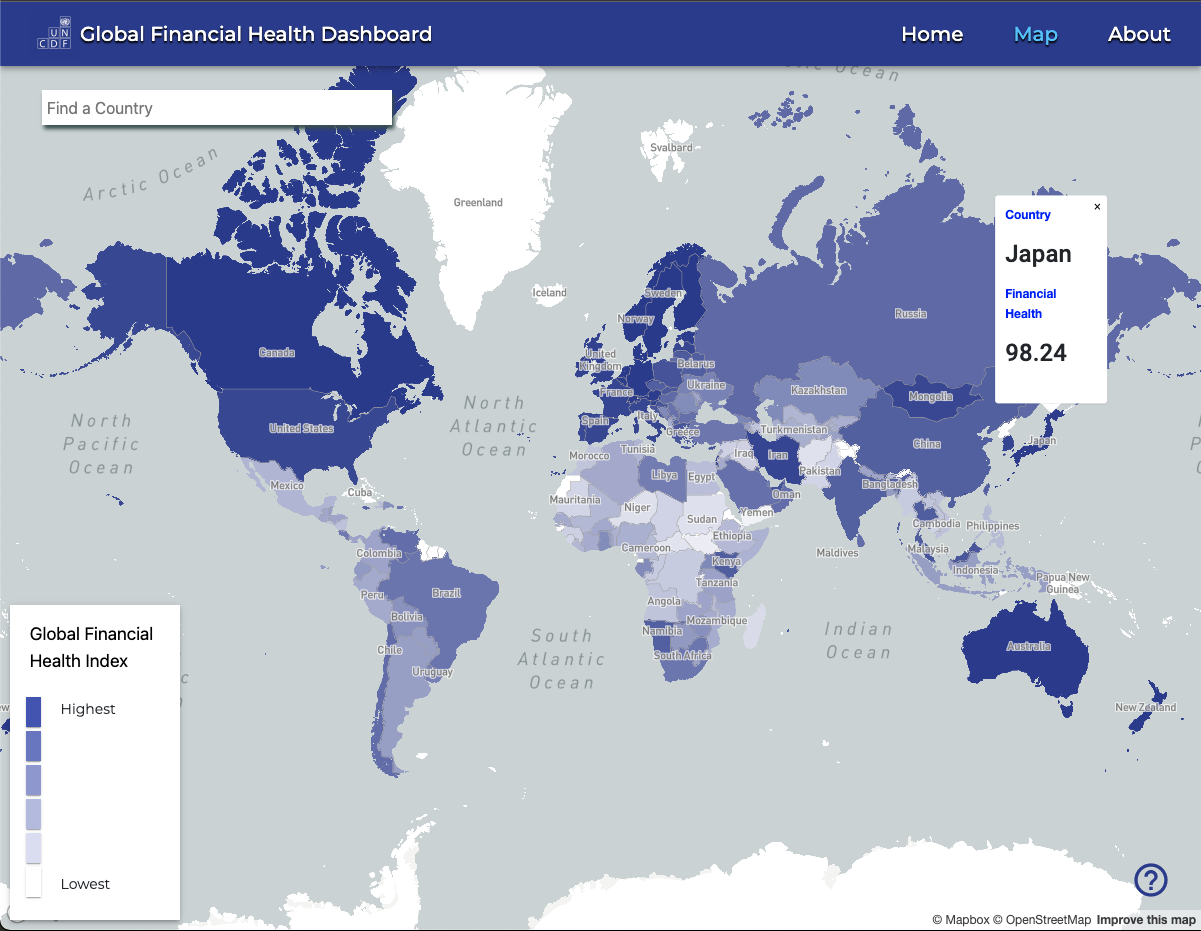 UN
CDF
Global Financial Health Dashboard
Home
Map
About
Find a Country
Ocean
Arctic Ocean
Svalbard
Greenland
Iceland
Sweden
Norway
Russia
Country
×
Japan
Financial
Health
98.24
Canada
United
Kingdom
Belarus
Ukraine
France
Kazakhstan
Mongolia
North
Pacific
Ocean
North
Atlantic
Ocean
United States
Spain
Italy
Greece
Turkmenistan
China
Japan
Morocco
Tunisia
Iraq
Iran
Pakistan
Libya
Egypt
Mexico
Cuba
Mauritania
Niger
Oman
Bangladesh
Sudan
Yemen
Cambodia
Philippines
Ethiopia
Colombia
Cameroon
Kenya
Maldives
Malaysia
Indonesia
Tanzania
Papua New
Guinea
Peru
Brazil
Angola
Bolivia
Mozambique
Namibia
Chile
South Africa
Uruguay
South
Atlantic
Ocean
Indian
Ocean
Australia
New Zealand
Global Financial
Health Index
Highest
Lowest
?
© Mapbox © OpenStreetMap Improve this map